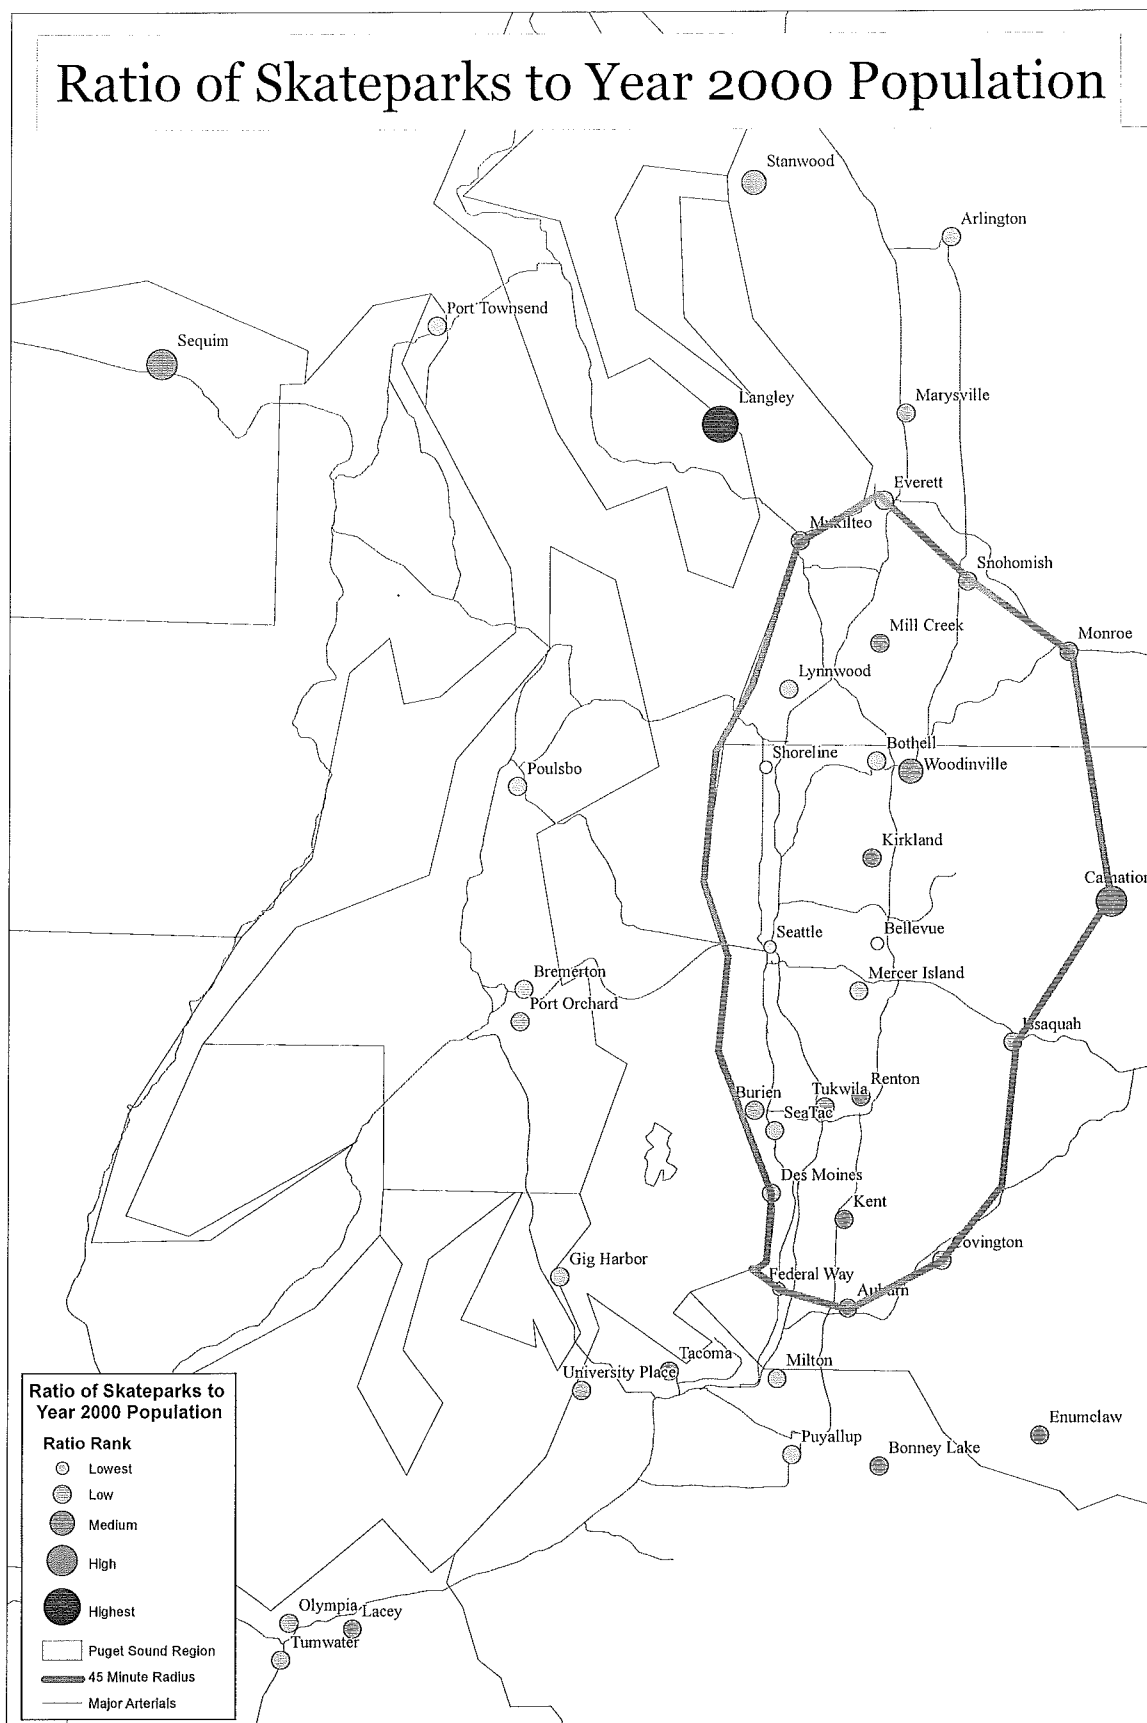 Ratio of Skateparks to Year 2000 Population
Stanwood
Arlington
Port Townsend
Sequim
Langley
Marysville
Everett
Mukilteo
Snohomish
Mill Creek
Monroe
Lynnwood
Shoreline
Bothell
Woodinville
Poulsbo
Kirkland
Carnation
Seattle
Bellevue
Bremerton
Mercer Island
Port Orchard
Issaquah
Burien
Tukwila
Renton
SeaTac
Des Moines
Kent
Covington
Gig Harbor
Federal Way
Auburn
Tacoma
University Place
Milton
Enumclaw
Puyallup
Bonney Lake
Olympia
Lacey
Tumwater
Ratio of Skateparks to
Year 2000 Population
Ratio Rank
Lowest
Low
Medium
High
Highest
Puget Sound Region
45 Minute Radius
Major Arterials